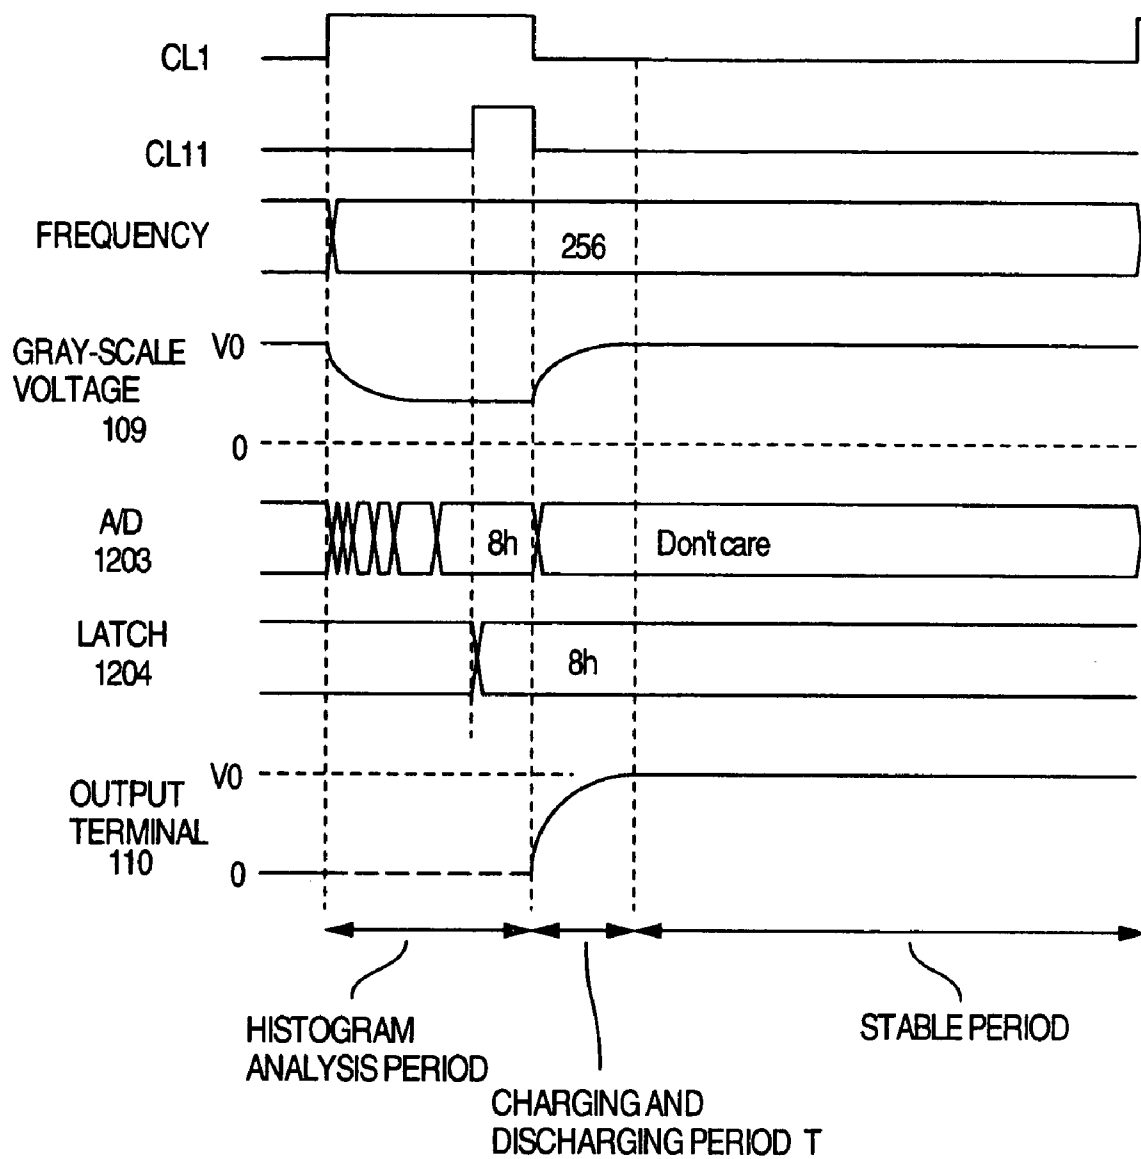 CL1
CL11
FREQUENCY
256
GRAY-SCALE
VOLTAGE
109
V0
0
A/D
1203
8h
Don't care
LATCH
1204
8h
OUTPUT
TERMINAL
110
V0
0
HISTOGRAM
ANALYSIS PERIOD
CHARGING AND
DISCHARGING PERIOD T
STABLE PERIOD